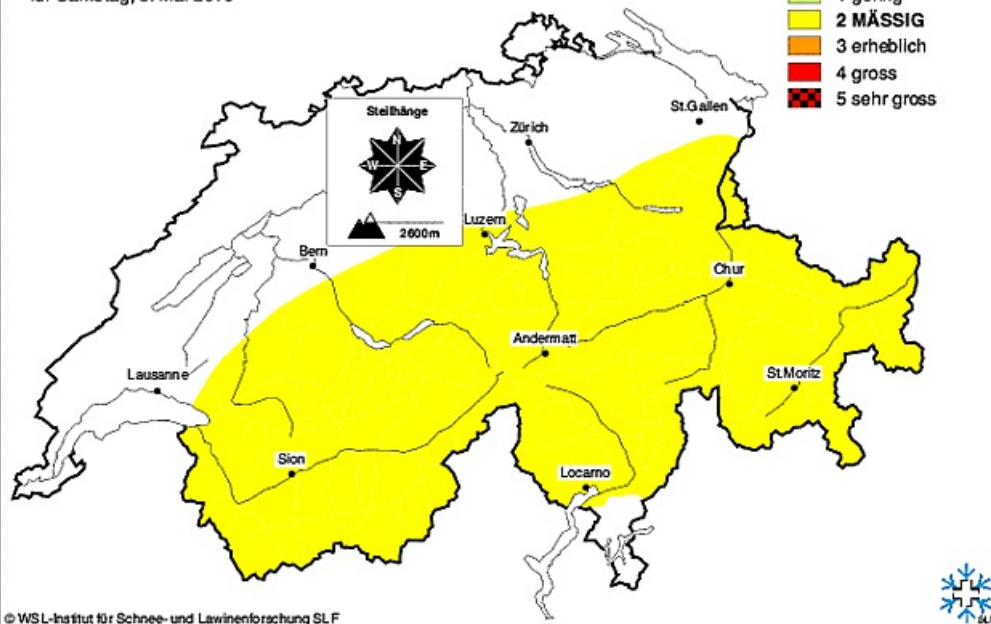 2 MÄSSIG
3 erheblich
4 gross
5 sehr gross
St.Gallen
Steilhänge
Zürich
N
W E
S
2600m
Luzern
Bern
Chur
Andermatt
Lausanne
St.Moritz
Sion
Locarno
© WSL-Institut für Schnee- und Lawinenforschung SLF
SLF